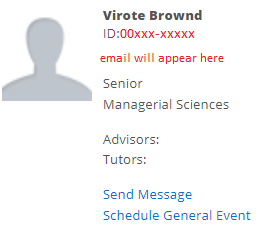 Virote Brownd
ID:00xxx-xxxxx
email will appear here
Senior
Managerial Sciences
Advisors:
Tutors:
Send Message
Schedule General Event